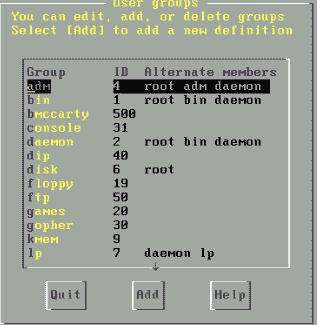 User groups
You can edit, add, or delete groups
Select [Add] to add a new definition
Group ID Alternate members
adm 4 root adm daemon
bin 1 root bin daemon
bmccarty 500
console 31
daemon 2 root bin daemon
dip 40
disk 6 root
floppy 19
ftp 50
games 20
gopher 30
kmem 9
lp 7 daemon lp
Quit Add Help